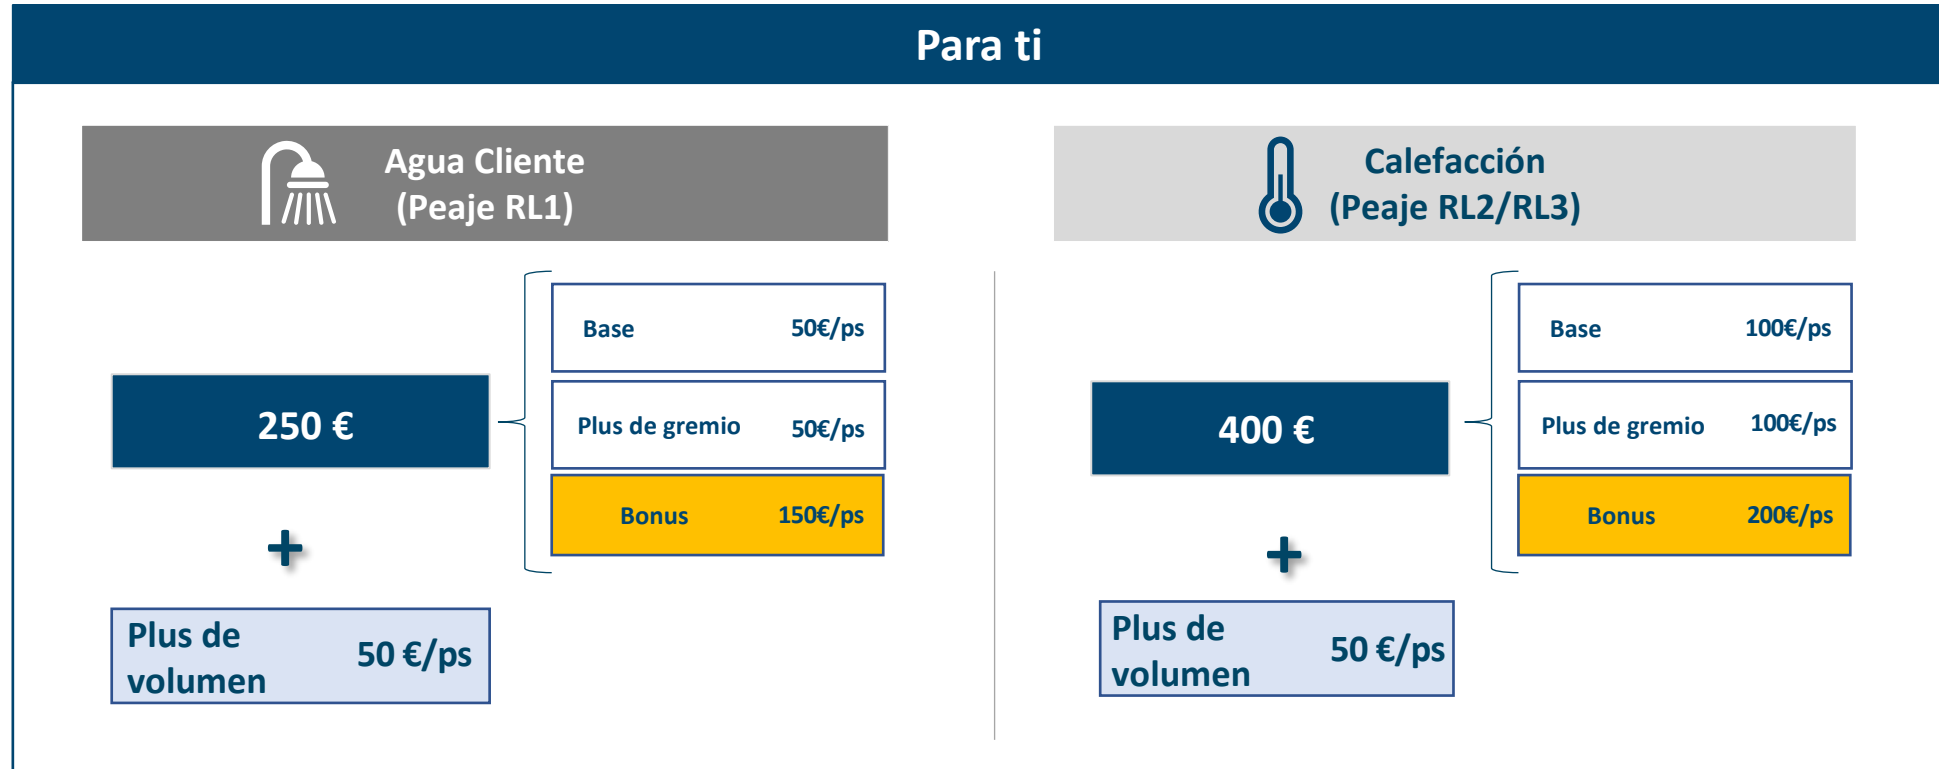 Para ti
Agua Cliente
(Peaje RL1)
Base 50€/ps
250 €
Plus de gremio 50€/ps
Bonus 150€/ps
+
Plus de
volumen 50 €/ps
Calefacción
(Peaje RL2/RL3)
Base 100€/ps
400 €
Plus de gremio 100€/ps
Bonus 200€/ps
+
Plus de
volumen 50 €/ps